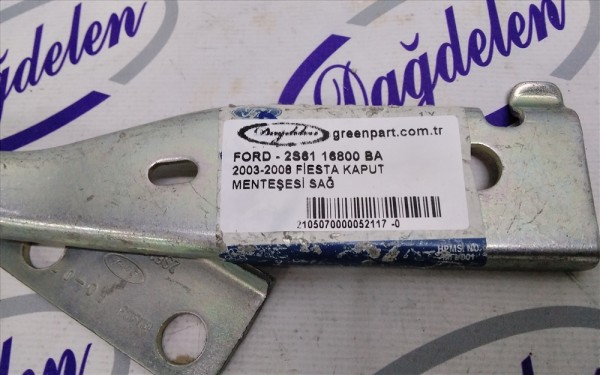 Dağdelen
Dağdelen
greenpart.com.tr
FORD - 2S61 16800 BA
2003-2008 FİESTA KAPUT
MENTEŞESİ SAĞ
2105070000052117 -0